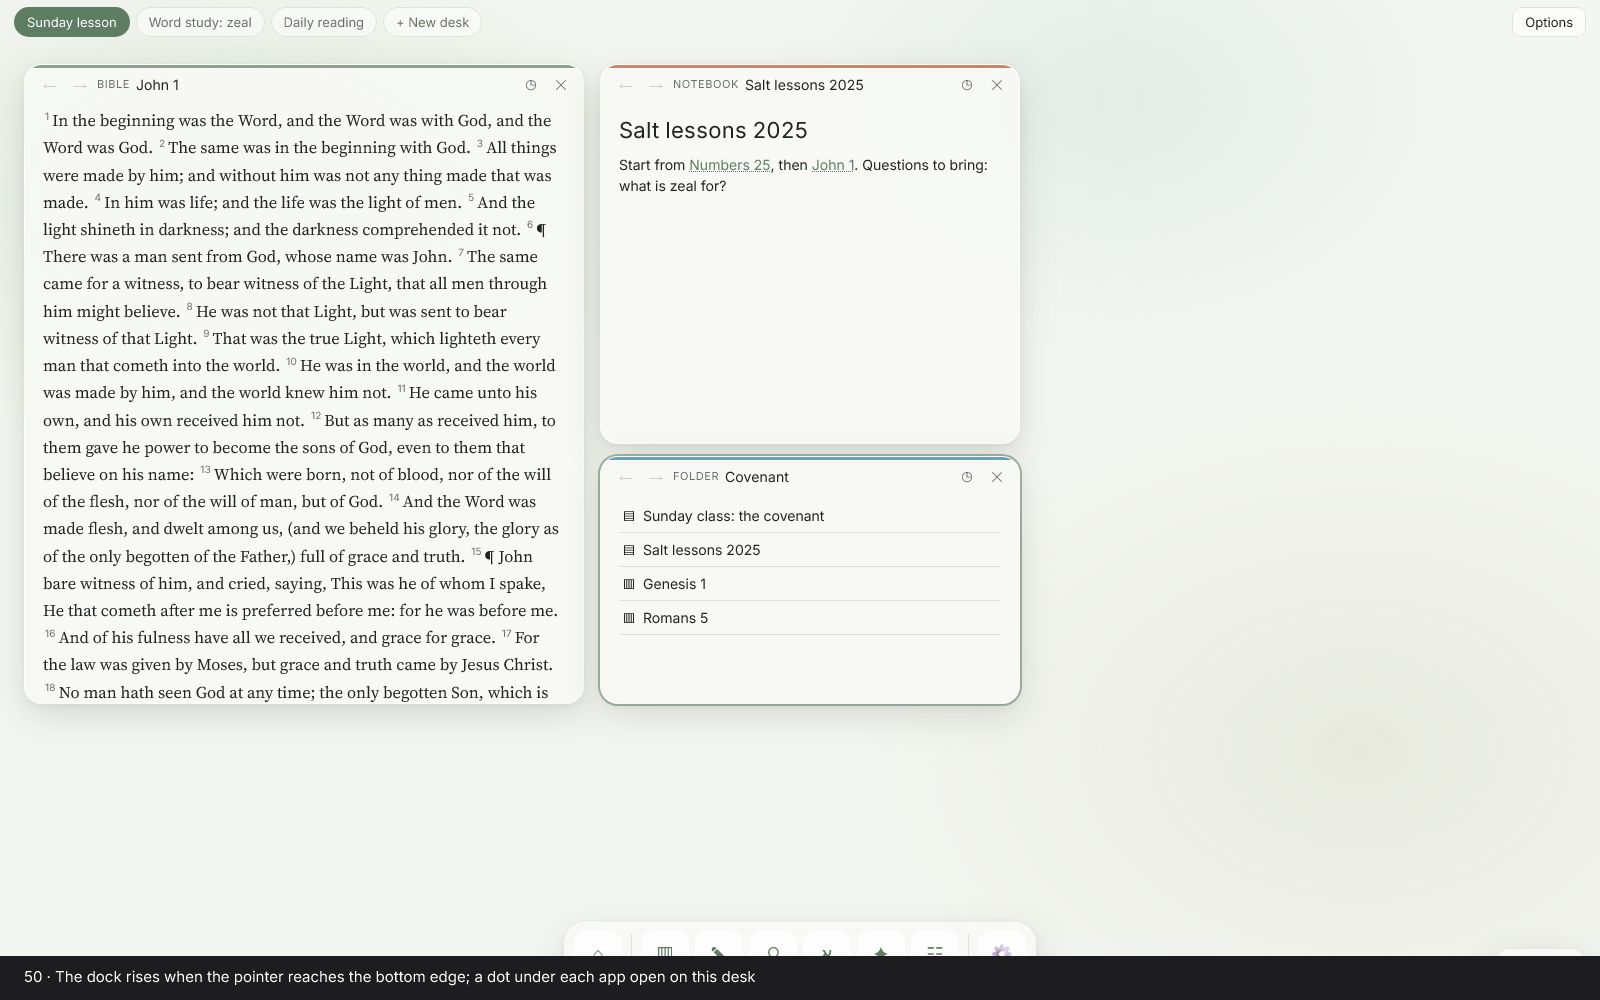 Sunday lesson
Word study: zeal
Daily reading
+ New desk
Options
BIBLE John 1
1 In the beginning was the Word, and the Word was with God, and the
Word was God. 2 The same was in the beginning with God. 3 All things
were made by him; and without him was not any thing made that was
made. 4 In him was life; and the life was the light of men. 5 And the
light shineth in darkness; and the darkness comprehended it not. 6 ¶
There was a man sent from God, whose name was John. 7 The same
came for a witness, to bear witness of the Light, that all men through
him might believe. 8 He was not that Light, but was sent to bear
witness of that Light. 9 That was the true Light, which lighteth every
man that cometh into the world. 10 He was in the world, and the world
was made by him, and the world knew him not. 11 He came unto his
own, and his own received him not. 12 But as many as received him, to
them gave he power to become the sons of God, even to them that
believe on his name: 13 Which were born, not of blood, nor of the will
of the flesh, nor of the will of man, but of God. 14 And the Word was
made flesh, and dwelt among us, (and we beheld his glory, the glory as
of the only begotten of the Father,) full of grace and truth. 15 ¶ John
bare witness of him, and cried, saying, This was he of whom I spake,
He that cometh after me is preferred before me: for he was before me.
16 And of his fulness have all we received, and grace for grace. 17 For
the law was given by Moses, but grace and truth came by Jesus Christ.
18 No man hath seen God at any time; the only begotten Son, which is
NOTEBOOK Salt lessons 2025
Salt lessons 2025
Start from Numbers 25, then John 1. Questions to bring:
what is zeal for?
FOLDER Covenant
Sunday class: the covenant
Salt lessons 2025
Genesis 1
Romans 5
50 · The dock rises when the pointer reaches the bottom edge; a dot under each app open on this desk